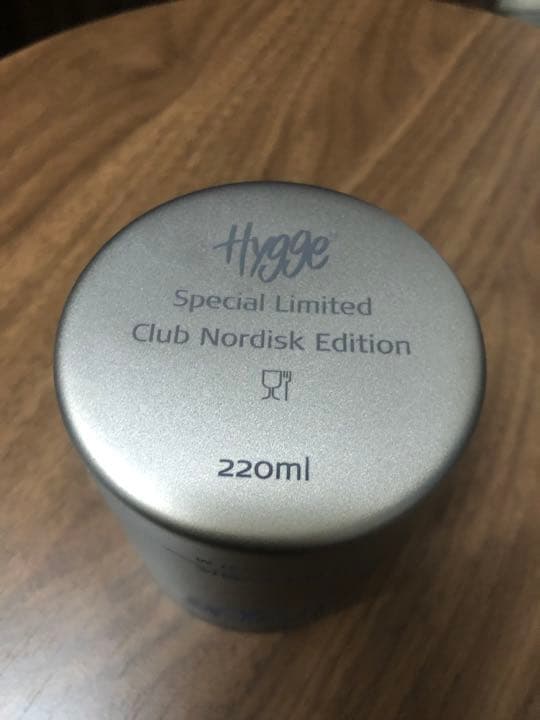 Hygge
Special Limited
Club Nordisk Edition
220ml